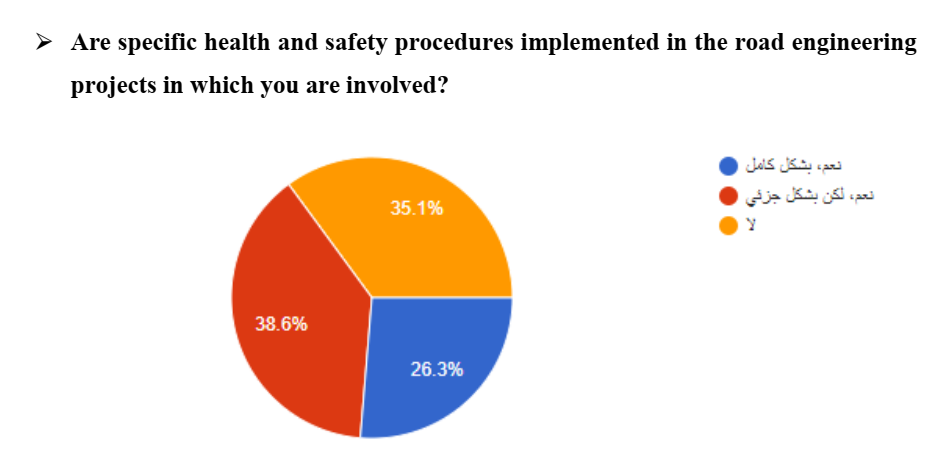 ➢ Are specific health and safety procedures implemented in the road engineering
projects in which you are involved?
نعم، بشكل كامل
نعم، لكن بشكل جزئي
لا
35.1%
38.6%
26.3%